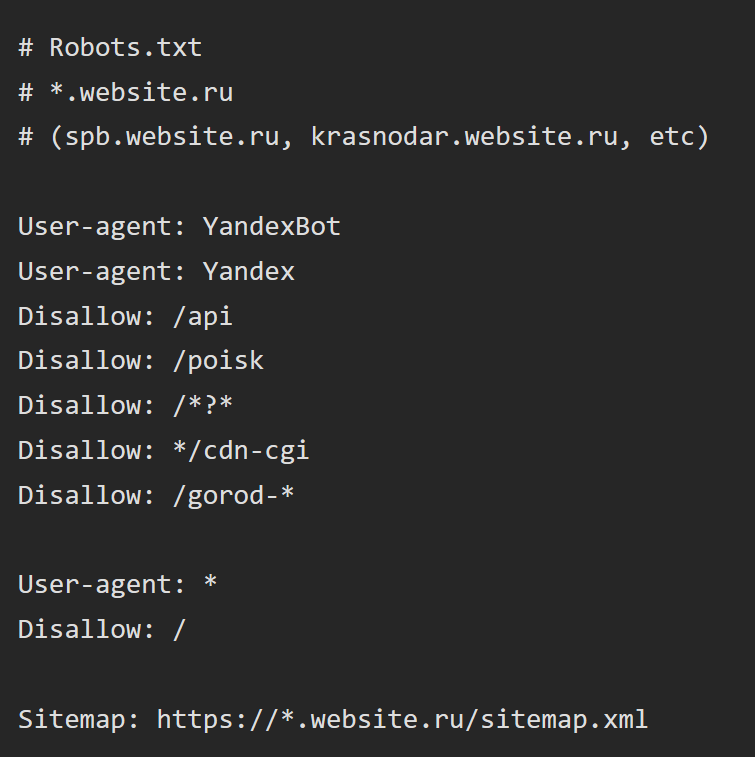 # Robots.txt
# *.website.ru
# (spb.website.ru, krasnodar.website.ru, etc)
User-agent: YandexBot
User-agent: Yandex
Disallow: /api
Disallow: /poisk
Disallow: /*?*
Disallow: */cdn-cgi
Disallow: /gorod-*
User-agent: *
Disallow: /
Sitemap: https://*.website.ru/sitemap.xml